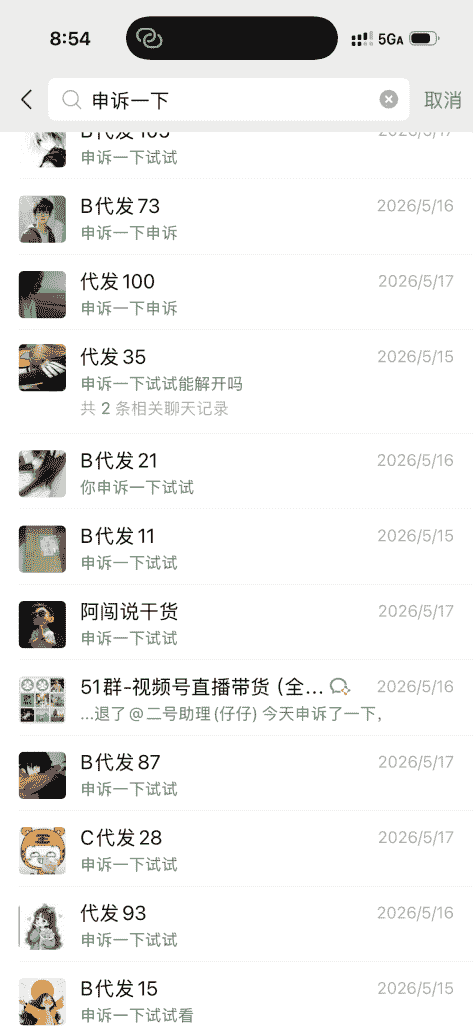 8:54
5GA
申诉一下
取消
B代发105
2026/5/17
申诉一下试试
B代发73
2026/5/16
申诉一下申诉
代发100
2026/5/17
申诉一下申诉
代发35
2026/5/15
申诉一下试试能解开吗
共 2 条相关聊天记录
B代发21
2026/5/16
你申诉一下试试
B代发11
2026/5/15
申诉一下试试
阿闯说干货
2026/5/17
申诉一下试试
51群-视频号直播带货（全...
2026/5/16
...退了@二号助理(仔仔) 今天申诉了一下，
B代发87
2026/5/17
申诉一下试试
C代发28
2026/5/17
申诉一下试试
代发93
2026/5/16
申诉一下试试
B代发15
2026/5/15
申诉一下试试看